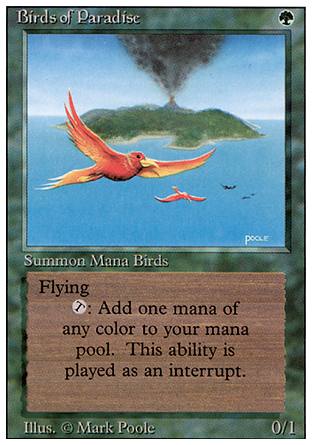 Birds of Paradise
POOLE
Summon Mana Birds
Flying
T: Add one mana of
any color to your mana
pool. This ability is
played as an interrupt.
Illus. © Mark Poole
0/1